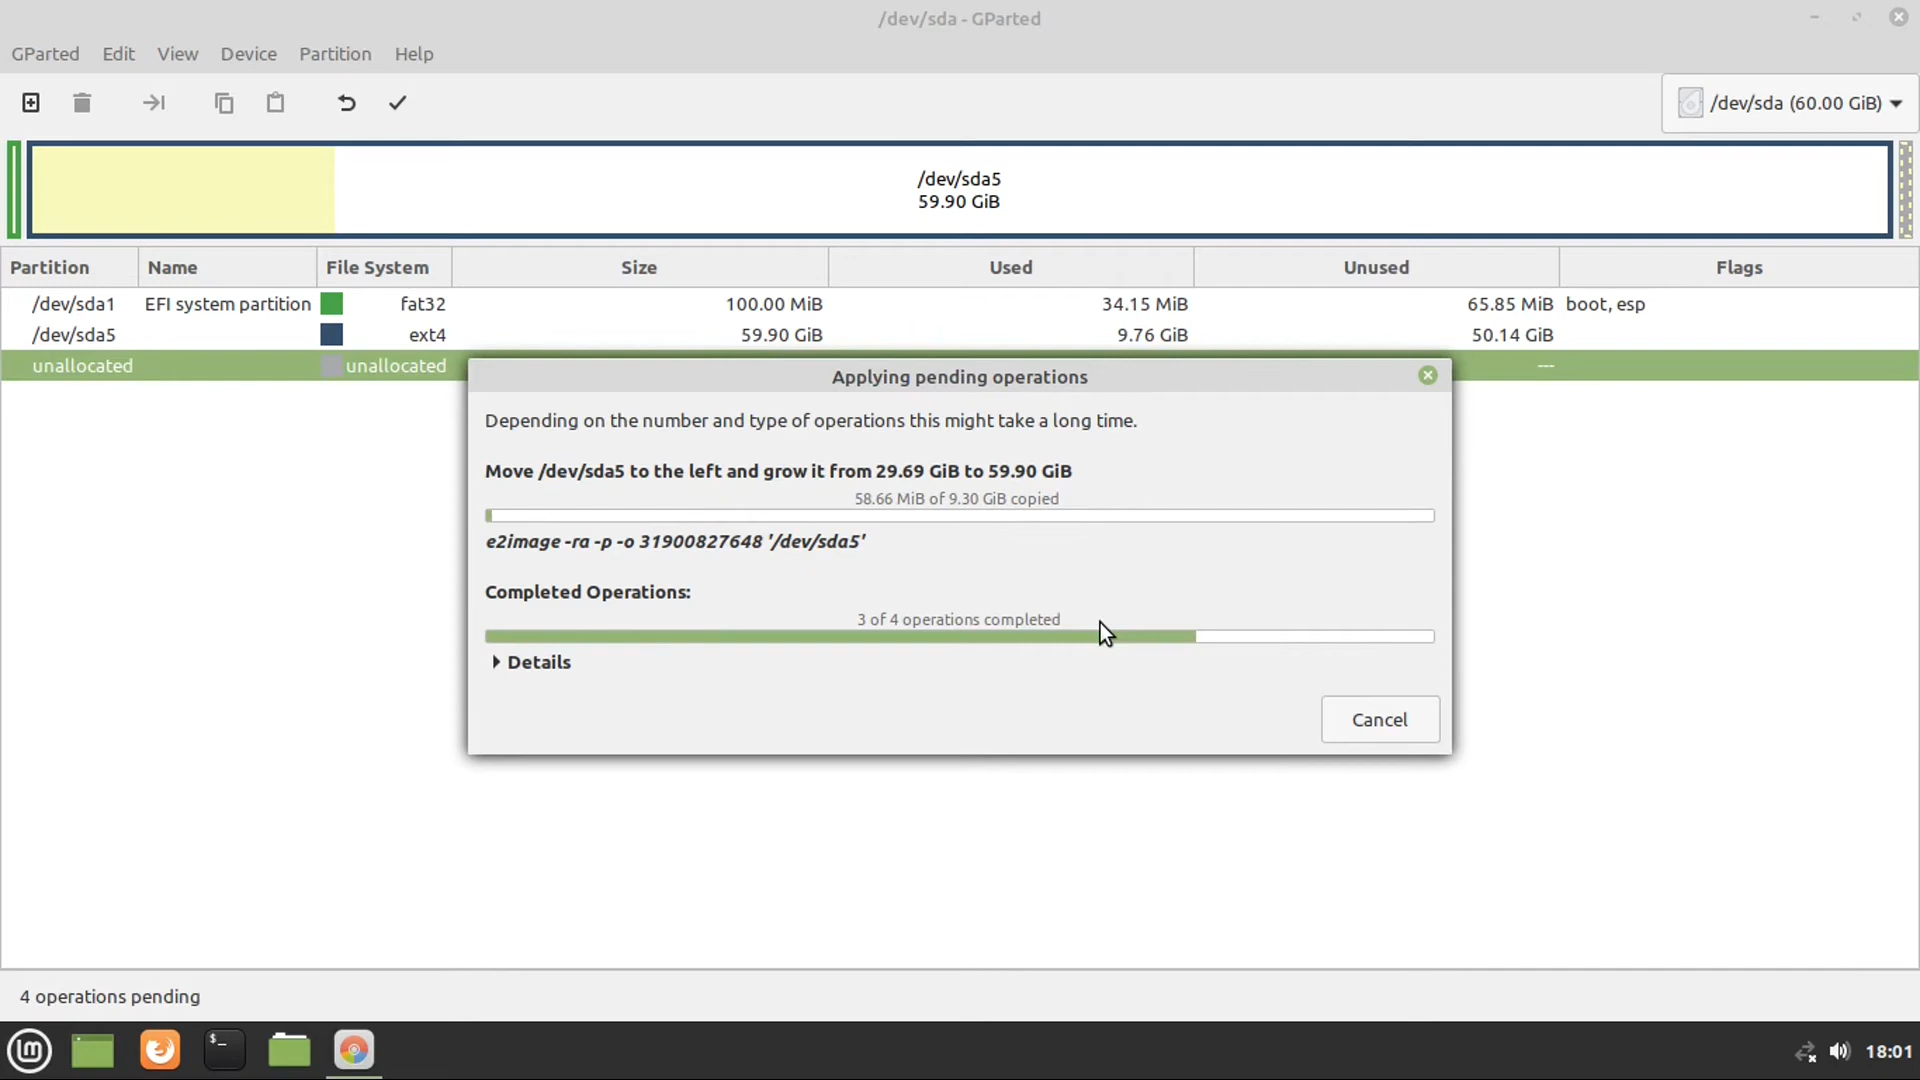 /dev/sda - GParted
GParted Edit View Device Partition Help
/dev/sda (60.00 GiB)
/dev/sda5
59.90 GiB
Partition Name File System Size Used Unused Flags
/dev/sda1 EFI system partition fat32 100.00 MiB 34.15 MiB 65.85 MiB boot, esp
/dev/sda5 ext4 59.90 GiB 9.76 GiB 50.14 GiB
unallocated unallocated ---
Applying pending operations
Depending on the number and type of operations this might take a long time.
Move /dev/sda5 to the left and grow it from 29.69 GiB to 59.90 GiB
58.66 MiB of 9.30 GiB copied
e2image -ra -p -o 31900827648 '/dev/sda5'
Completed Operations:
3 of 4 operations completed
Details
Cancel
4 operations pending
lm $_ 18:01